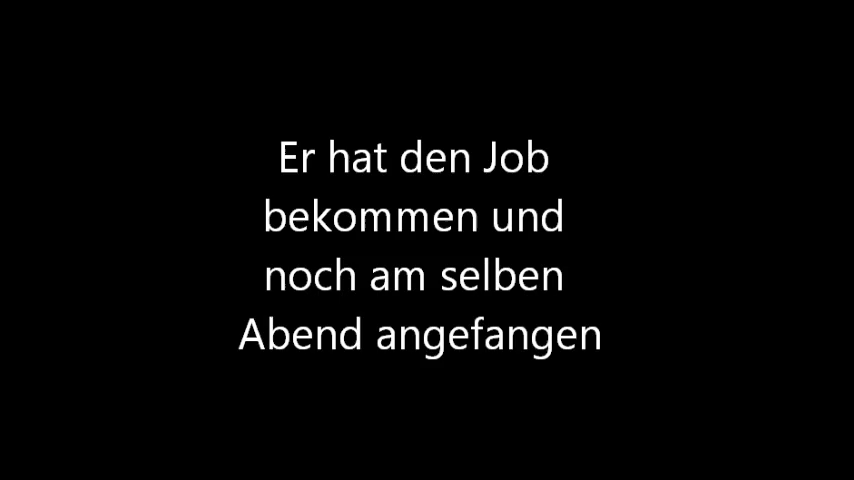 Er hat den Job
bekommen und
noch am selben
Abend angefangen